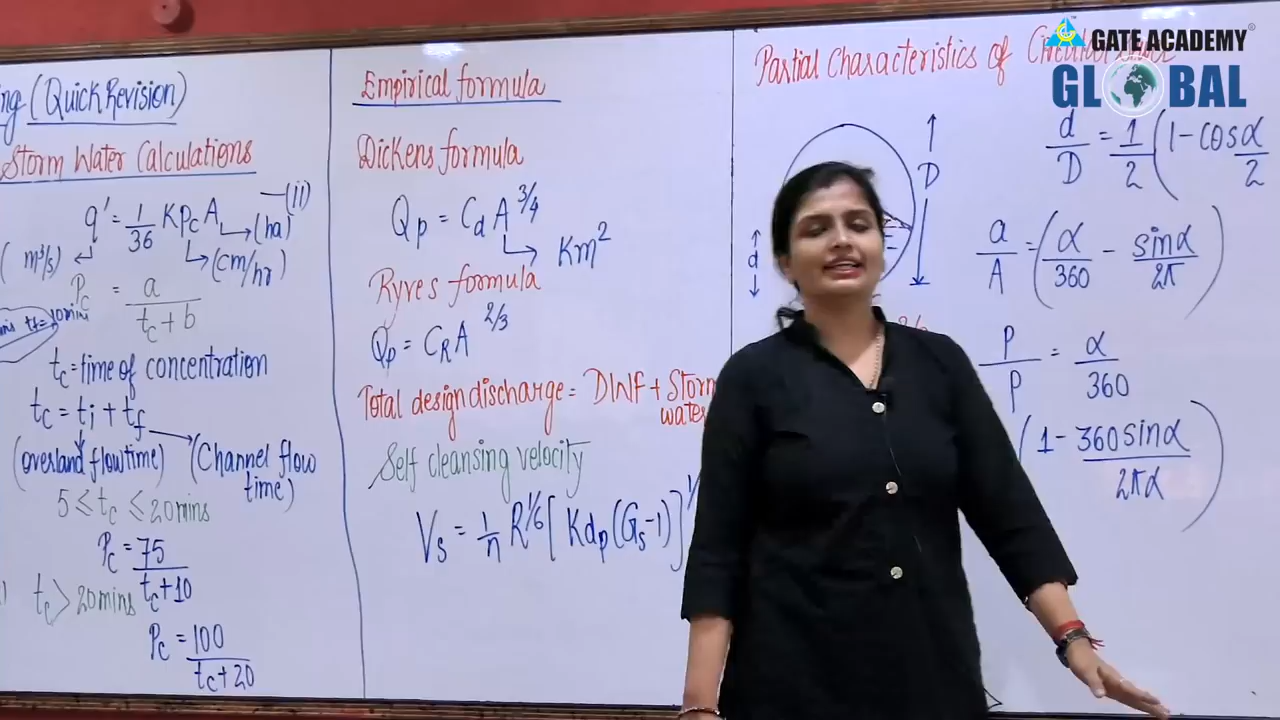 GATE ACADEMY
GLOBAL
ng (Quick Revision)
Storm Water Calculations
q' = 1/36 K Pc A —(ii)
(ha)
(m³/s)
(cm/hr)
Pc = a / tc + b
tc = time of concentration
tc = ti + tf
(overland flow time) (Channel flow time)
5 ≤ tc ≤ 20 mins
Pc = 75 / tc + 10
tc > 20 mins
Pc = 100 / tc + 20
Empirical formula
Dickens formula
Qp = Cd A^3/4
Km²
Ryves formula
Qp = CR A^2/3
Total design discharge = DWF + Storm
water
Self cleansing velocity
Vs = 1/n R^1/6 [Kdp (Gs-1)]
Partial Characteristics of
D
d
d/D = 1/2 (1 - cos α/2
a/A = (α/360 - sinα/2π)
P/P = α/360
(1 - 360 sinα / 2πα)